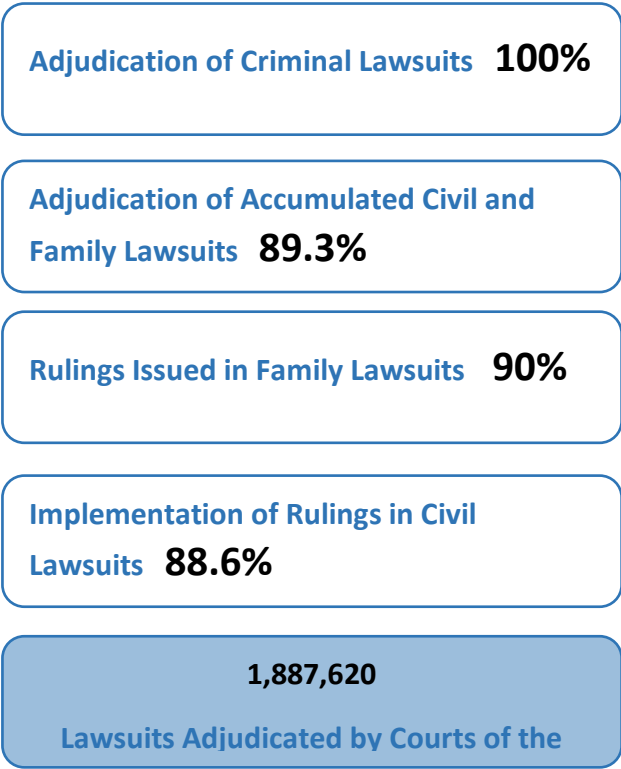 Adjudication of Criminal Lawsuits 100%
Adjudication of Accumulated Civil and
Family Lawsuits 89.3%
Rulings Issued in Family Lawsuits 90%
Implementation of Rulings in Civil
Lawsuits 88.6%
1,887,620
Lawsuits Adjudicated by Courts of the